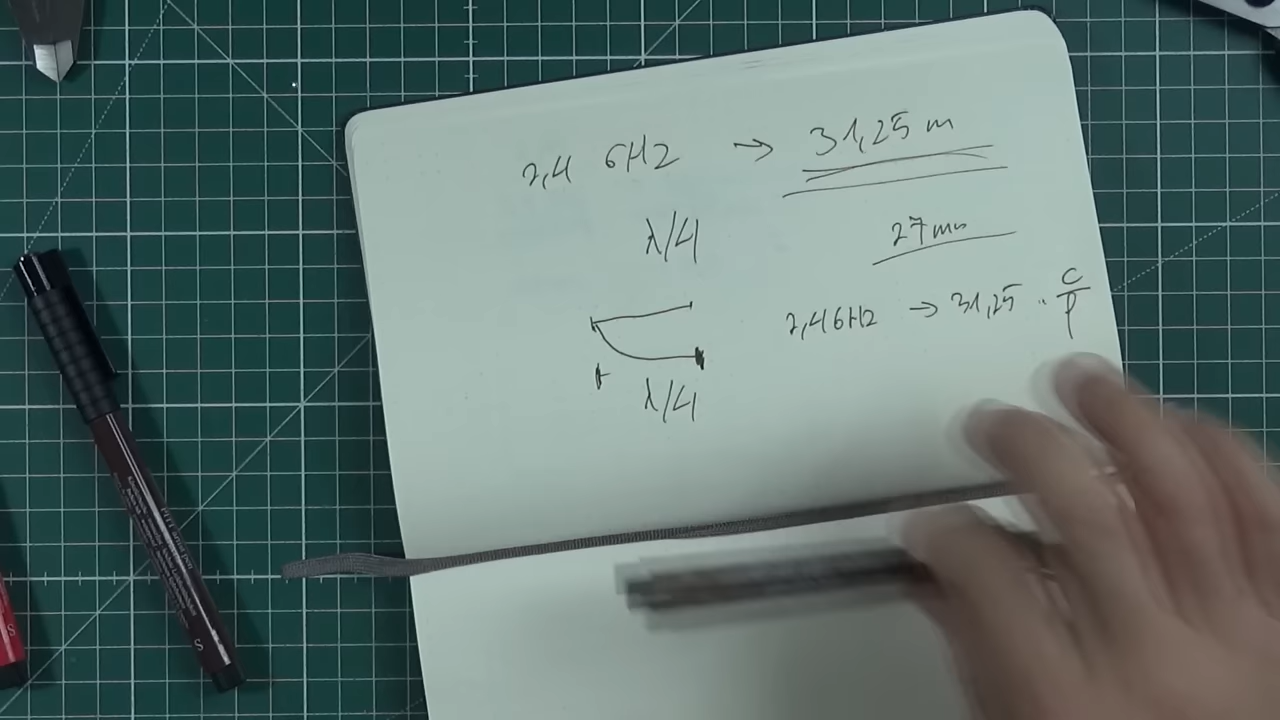 2,4 GHz → 31,25 m
λ/4
27mm
2,4GHz → 31,25 · c/f
λ/4
S
S